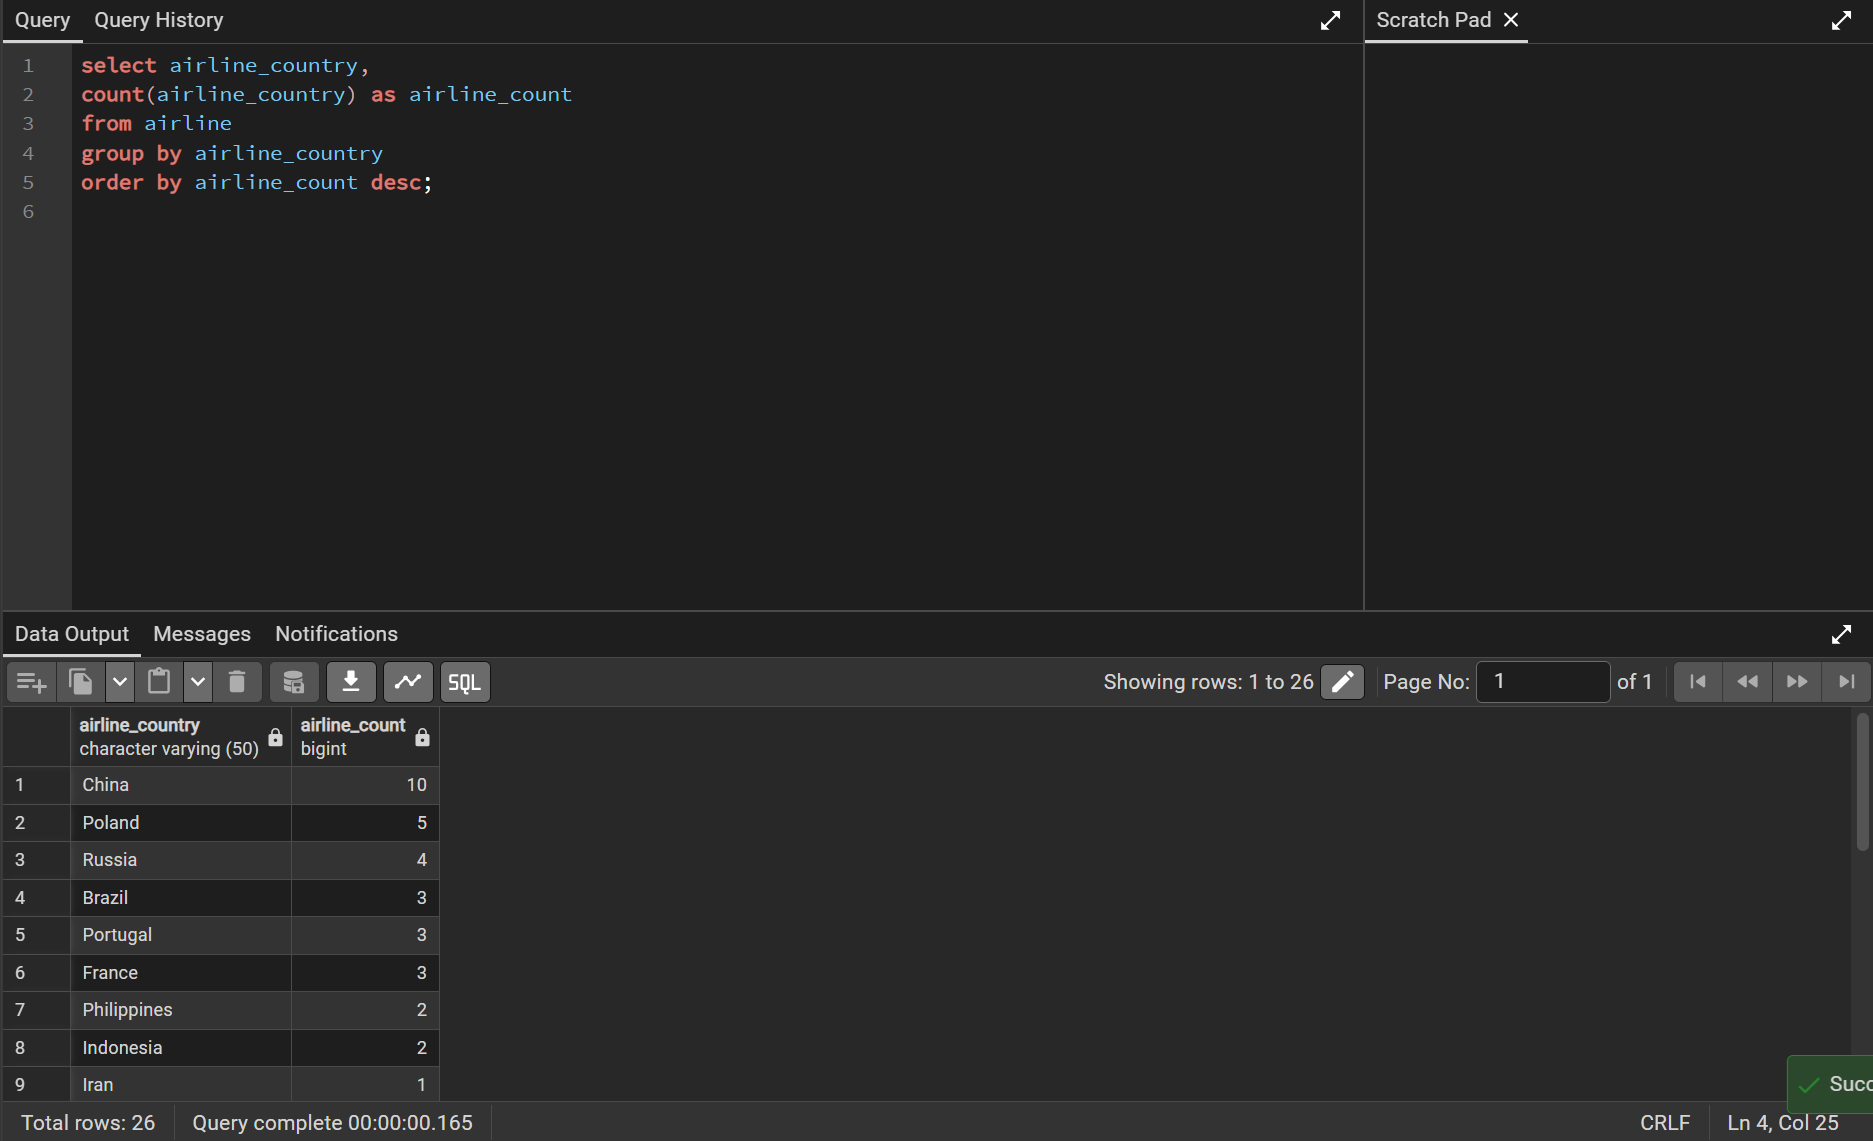 Query Query History
Scratch Pad
1 select airline_country,
2 count(airline_country) as airline_count
3 from airline
4 group by airline_country
5 order by airline_count desc;
6
Data Output Messages Notifications
SQL Showing rows: 1 to 26 Page No: 1 of 1
airline_country airline_count
character varying (50) bigint
1 China 10
2 Poland 5
3 Russia 4
4 Brazil 3
5 Portugal 3
6 France 3
7 Philippines 2
8 Indonesia 2
9 Iran 1
Succ
Total rows: 26 Query complete 00:00:00.165 CRLF Ln 4, Col 25